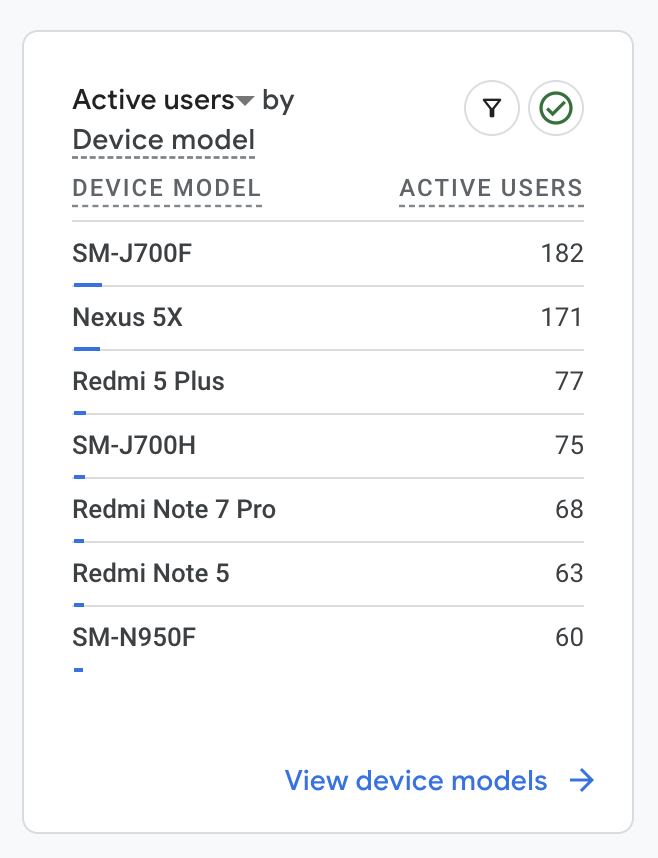 Active users by
Device model
DEVICE MODEL ACTIVE USERS
SM-J700F 182
Nexus 5X 171
Redmi 5 Plus 77
SM-J700H 75
Redmi Note 7 Pro 68
Redmi Note 5 63
SM-N950F 60
View device models